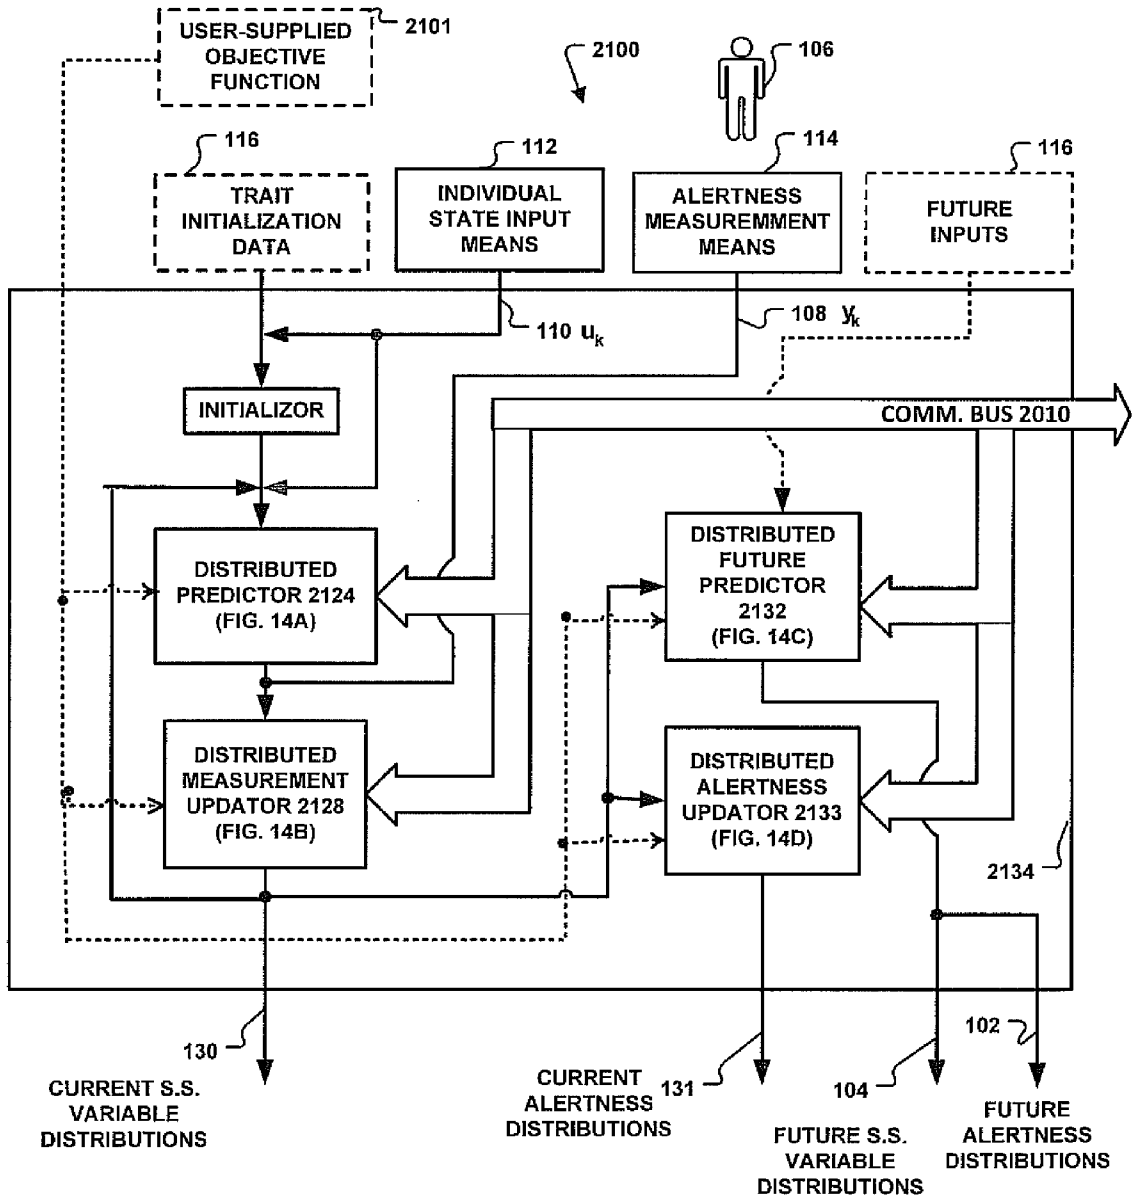 USER-SUPPLIED
OBJECTIVE
FUNCTION
2101
2100
106
116
112
114
116
TRAIT
INITIALIZATION
DATA
INDIVIDUAL
STATE INPUT
MEANS
ALERTNESS
MEASUREMMENT
MEANS
FUTURE
INPUTS
110 uk
108 yk
INITIALIZOR
COMM. BUS 2010
DISTRIBUTED
PREDICTOR 2124
(FIG. 14A)
DISTRIBUTED
FUTURE
PREDICTOR
2132
(FIG. 14C)
DISTRIBUTED
MEASUREMENT
UPDATOR 2128
(FIG. 14B)
DISTRIBUTED
ALERTNESS
UPDATOR 2133
(FIG. 14D)
2134
130
131
104
102
CURRENT S.S.
VARIABLE
DISTRIBUTIONS
CURRENT
ALERTNESS
DISTRIBUTIONS
FUTURE S.S.
VARIABLE
DISTRIBUTIONS
FUTURE
ALERTNESS
DISTRIBUTIONS